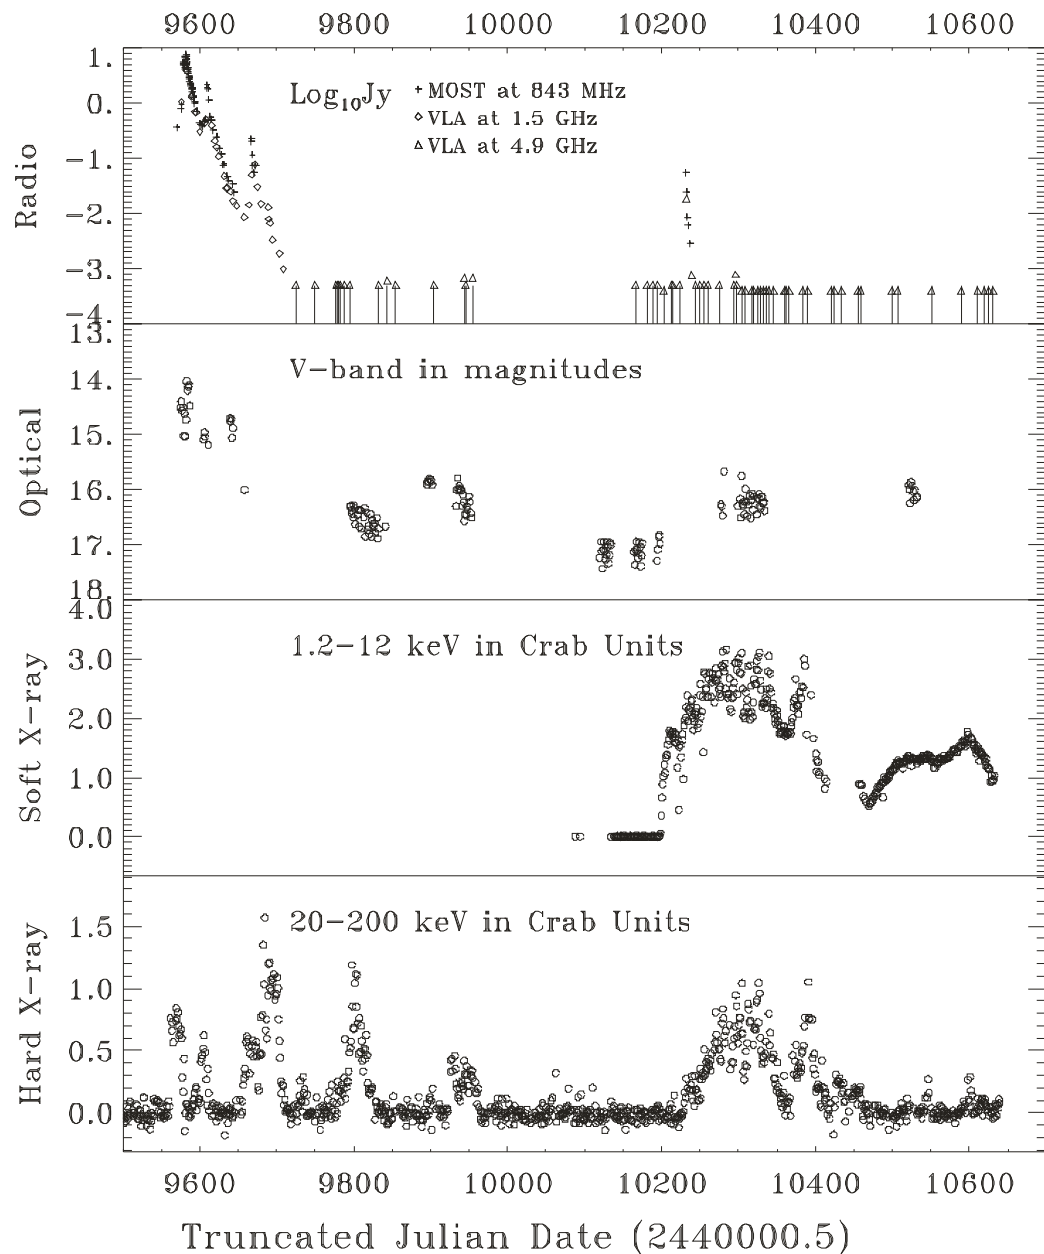 9600 9800 10000 10200 10400 10600
1.
0.
−1.
−2.
−3.
−4.
Radio
Log10Jy
+ MOST at 843 MHz
◇ VLA at 1.5 GHz
△ VLA at 4.9 GHz
13.
14.
15.
16.
17.
18.
Optical
V−band in magnitudes
4.0
3.0
2.0
1.0
0.0
Soft X−ray
1.2−12 keV in Crab Units
1.5
1.0
0.5
0.0
Hard X−ray
20−200 keV in Crab Units
9600 9800 10000 10200 10400 10600
Truncated Julian Date (2440000.5)